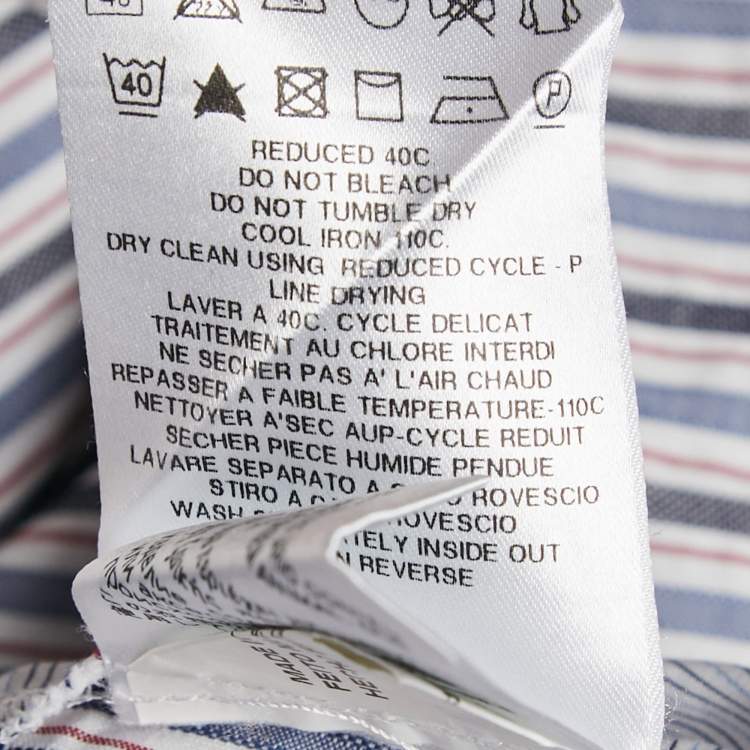 40
40
P
REDUCED 40C
DO NOT BLEACH
DO NOT TUMBLE DRY
COOL IRON 110C.
DRY CLEAN USING REDUCED CYCLE - P
LINE DRYING
LAVER A 40C. CYCLE DELICAT
TRAITEMENT AU CHLORE INTERDI
NE SECHER PAS A' L'AIR CHAUD
REPASSER A FAIBLE TEMPERATURE-110C
NETTOYER A'SEC AUP-CYCLE REDUIT
SECHER PIECE HUMIDE PENDUE
LAVARE SEPARATO A ROVESCIO
STIRO A ROVESCIO
WASH INSIDE OUT
REVERSE
MADE